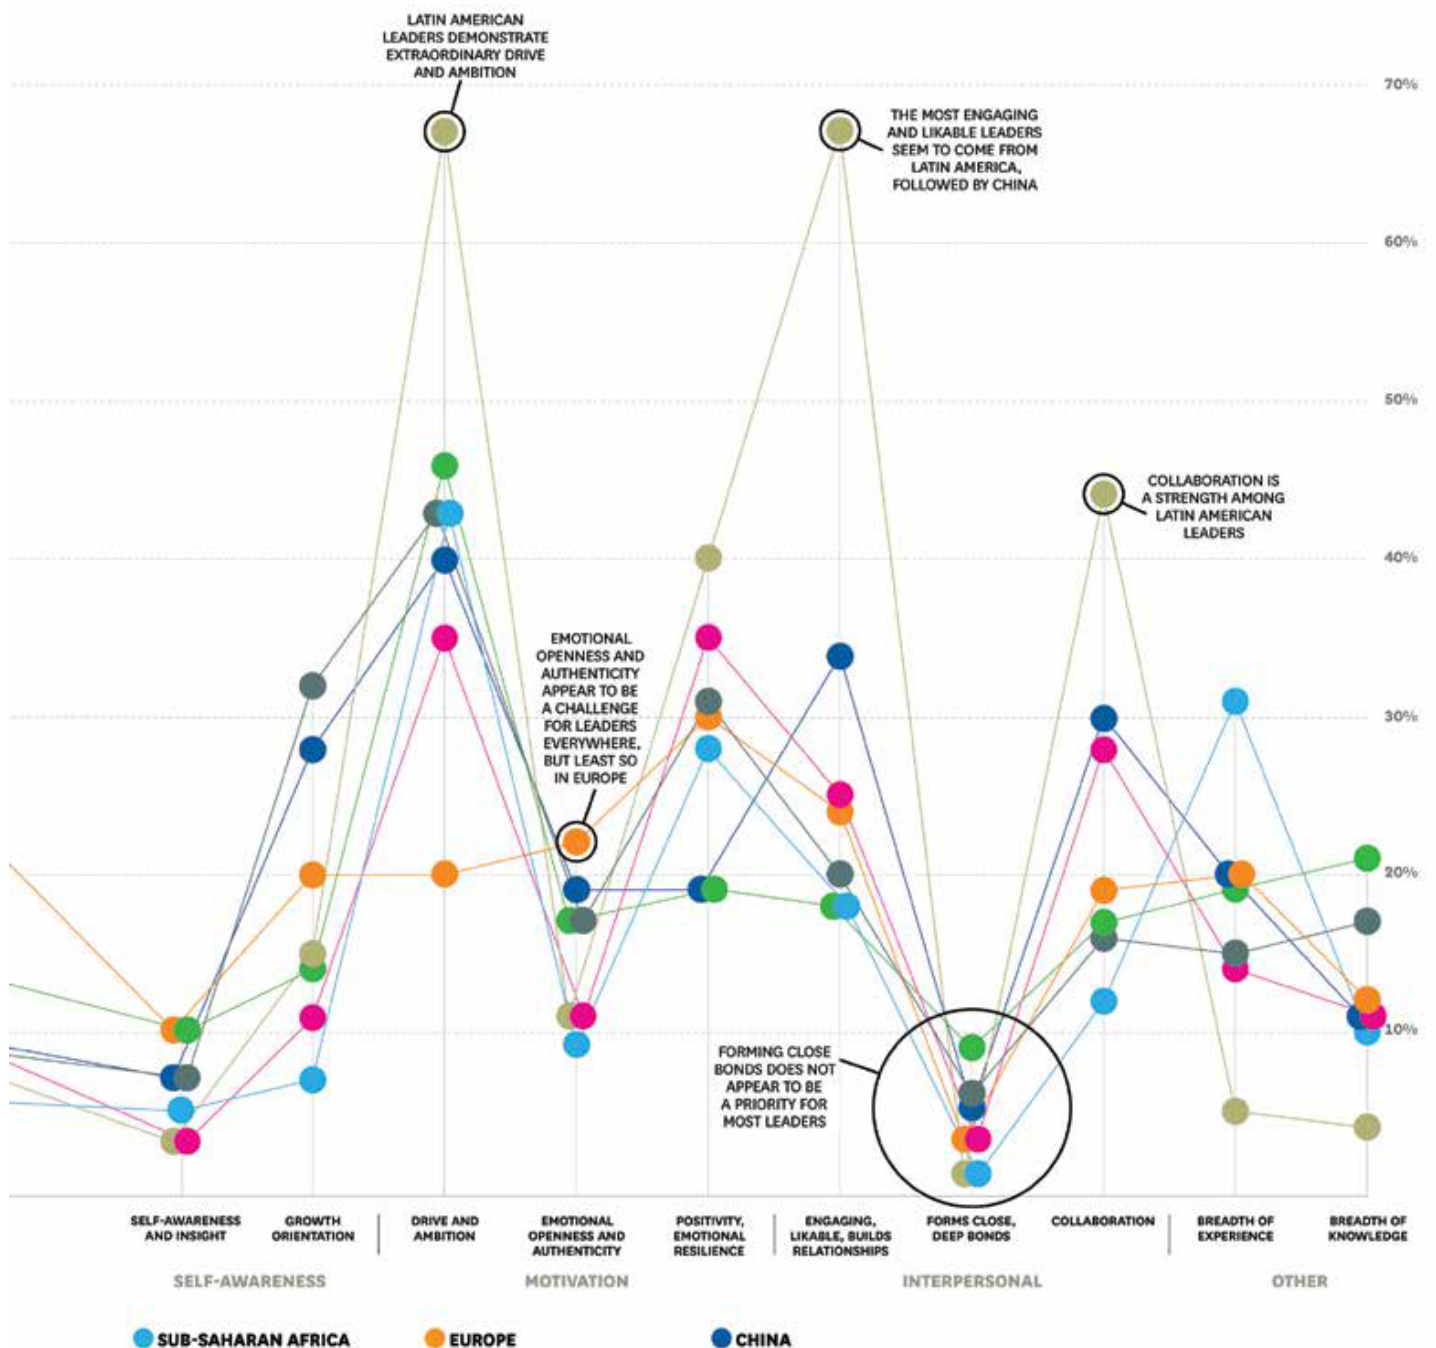 LATIN AMERICAN
LEADERS DEMONSTRATE
EXTRAORDINARY DRIVE
AND AMBITION
70%
THE MOST ENGAGING
AND LIKABLE LEADERS
SEEM TO COME FROM
LATIN AMERICA,
FOLLOWED BY CHINA
60%
50%
COLLABORATION IS
A STRENGTH AMONG
LATIN AMERICAN
LEADERS
40%
EMOTIONAL
OPENNESS AND
AUTHENTICITY
APPEAR TO BE
A CHALLENGE
FOR LEADERS
EVERYWHERE,
BUT LEAST SO
IN EUROPE
30%
20%
10%
FORMING CLOSE
BONDS DOES NOT
APPEAR TO BE
A PRIORITY FOR
MOST LEADERS
SELF-AWARENESS
AND INSIGHT
GROWTH
ORIENTATION
DRIVE AND
AMBITION
EMOTIONAL
OPENNESS AND
AUTHENTICITY
POSITIVITY,
EMOTIONAL
RESILIENCE
ENGAGING,
LIKABLE, BUILDS
RELATIONSHIPS
FORMS CLOSE,
DEEP BONDS
COLLABORATION
BREADTH OF
EXPERIENCE
BREADTH OF
KNOWLEDGE
SELF-AWARENESS
MOTIVATION
INTERPERSONAL
OTHER
SUB-SAHARAN AFRICA
EUROPE
CHINA